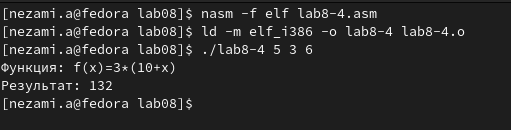 [nezami.a@fedora lab08]$ nasm -f elf lab8-4.asm
[nezami.a@fedora lab08]$ ld -m elf_i386 -o lab8-4 lab8-4.o
[nezami.a@fedora lab08]$ ./lab8-4 5 3 6
Функция: f(x)=3*(10+x)
Результат: 132
[nezami.a@fedora lab08]$